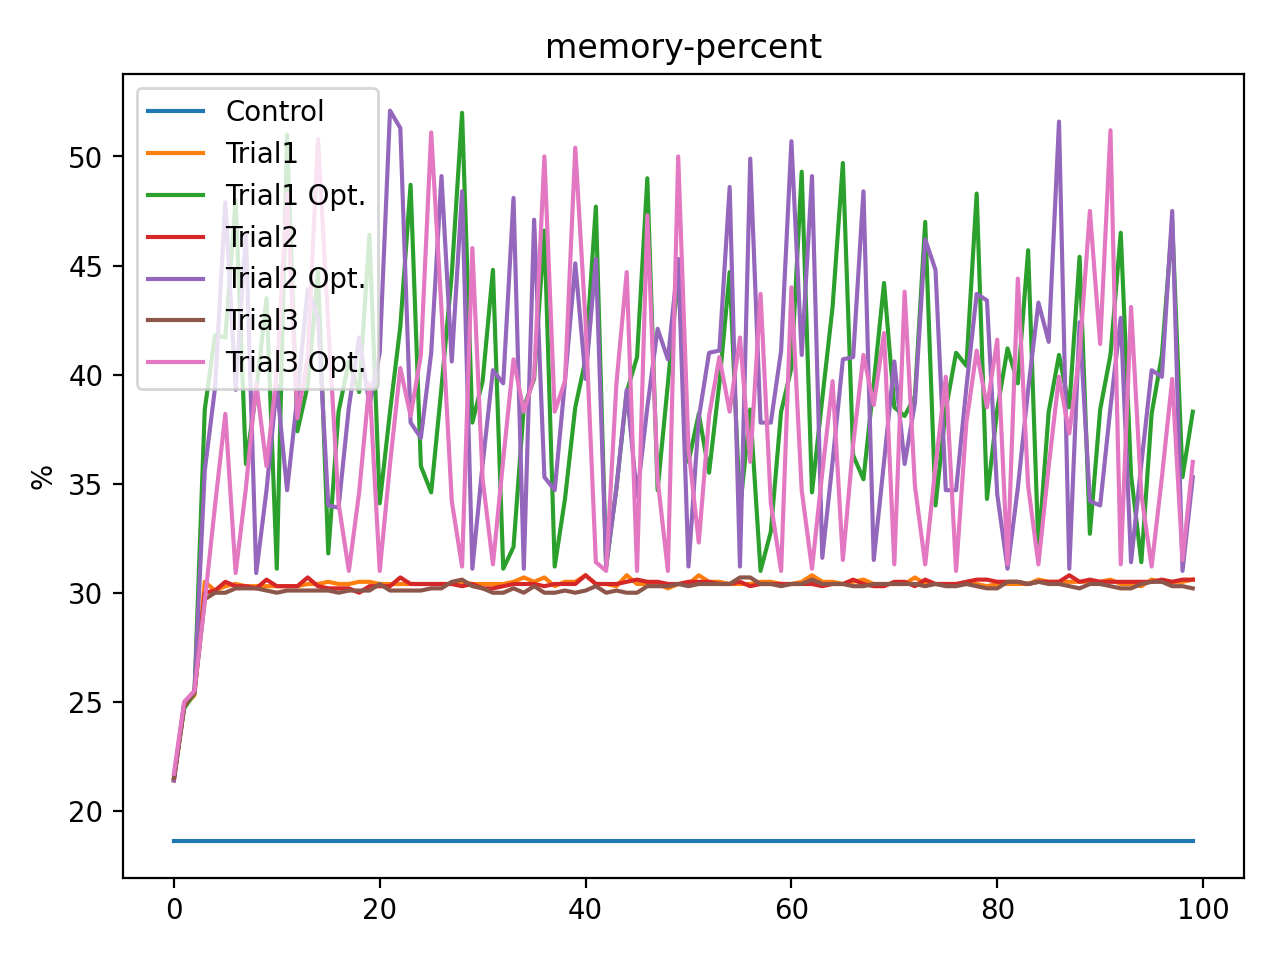 memory-percent
Control
Trial1
Trial1 Opt.
Trial2
Trial2 Opt.
Trial3
Trial3 Opt.
%
50
45
40
35
30
25
20
0 20 40 60 80 100